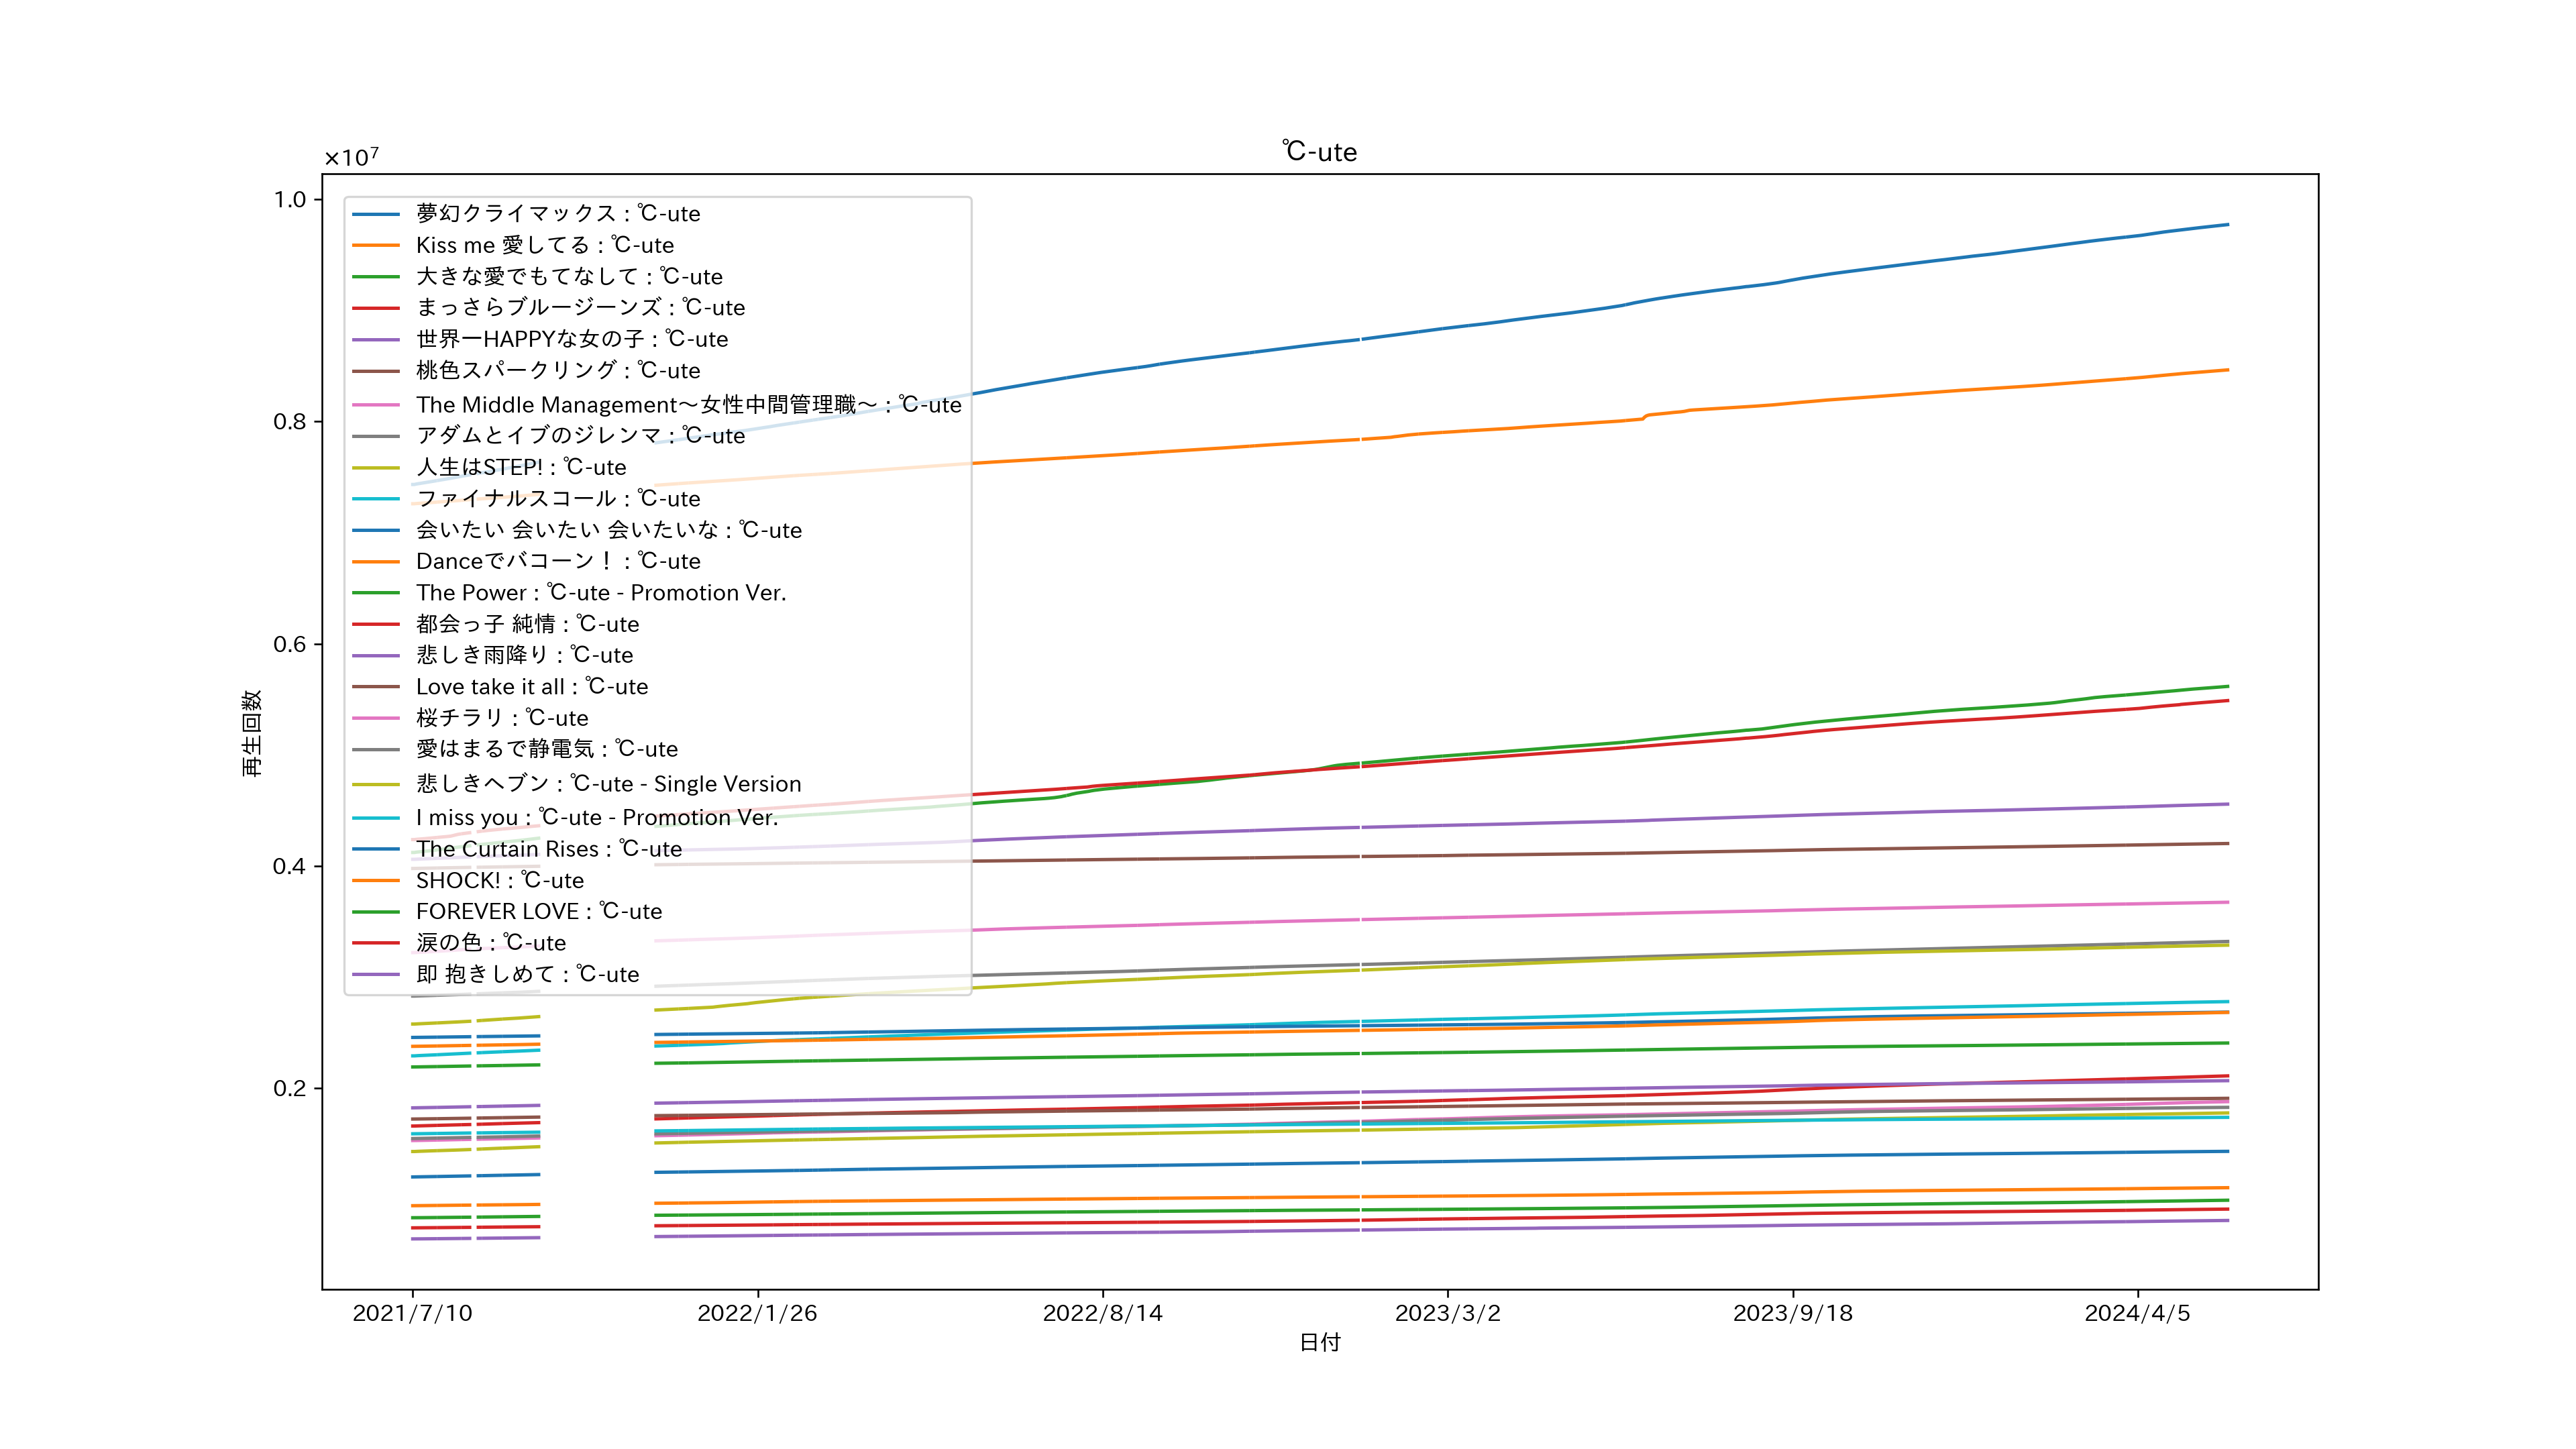 ℃-ute
×10⁷
1.0
0.8
0.6
0.4
0.2
再生回数
夢幻クライマックス : ℃-ute
Kiss me 愛してる : ℃-ute
大きな愛でもてなして : ℃-ute
まっさらブルージーンズ : ℃-ute
世界一HAPPYな女の子 : ℃-ute
桃色スパークリング : ℃-ute
The Middle Management〜女性中間管理職〜 : ℃-ute
アダムとイブのジレンマ : ℃-ute
人生はSTEP! : ℃-ute
ファイナルスコール : ℃-ute
会いたい 会いたい 会いたいな : ℃-ute
Danceでバコーン！ : ℃-ute
The Power : ℃-ute - Promotion Ver.
都会っ子 純情 : ℃-ute
悲しき雨降り : ℃-ute
Love take it all : ℃-ute
桜チラリ : ℃-ute
愛はまるで静電気 : ℃-ute
悲しきヘブン : ℃-ute - Single Version
I miss you : ℃-ute - Promotion Ver.
The Curtain Rises : ℃-ute
SHOCK! : ℃-ute
FOREVER LOVE : ℃-ute
涙の色 : ℃-ute
即 抱きしめて : ℃-ute
2021/7/10
2022/1/26
2022/8/14
2023/3/2
2023/9/18
2024/4/5
日付